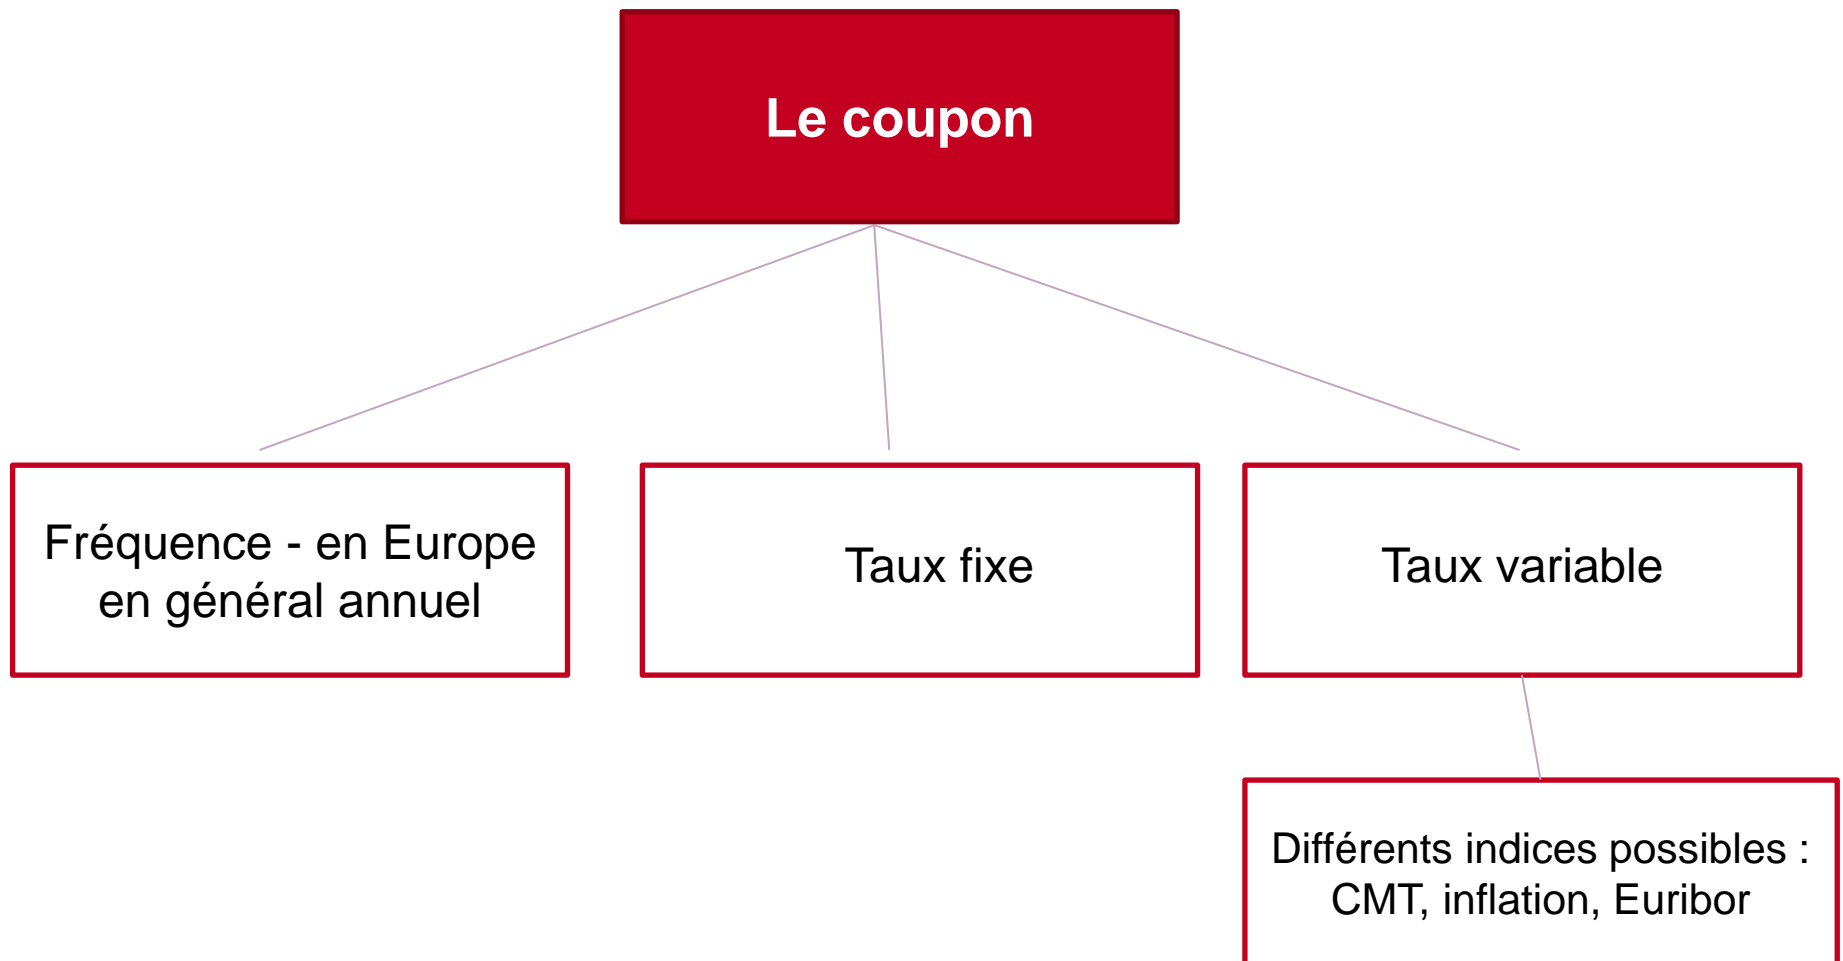 Le coupon
Fréquence - en Europe
en général annuel
Taux fixe
Taux variable
Différents indices possibles :
CMT, inflation, Euribor